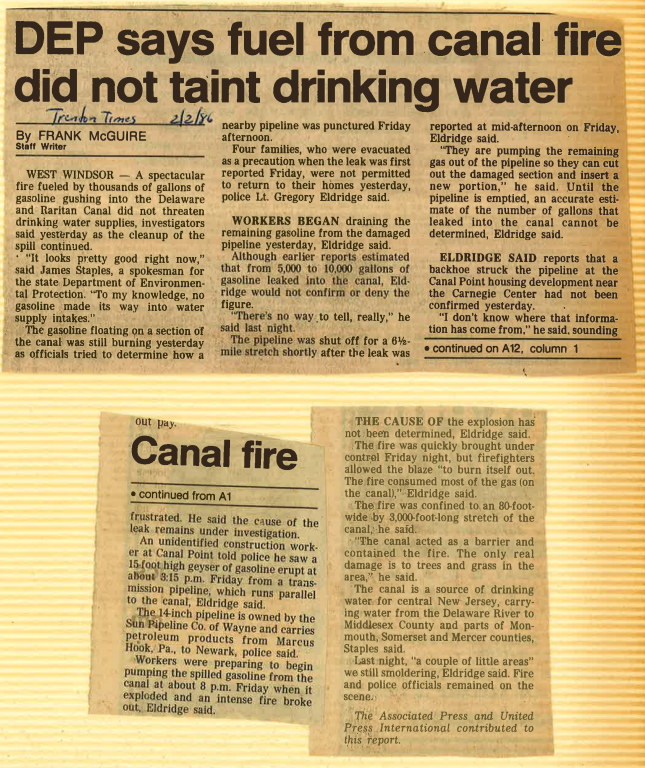 DEP says fuel from canal fire
did not taint drinking water
Trenton Times 2/2/86
By FRANK McGUIRE
Staff Writer
WEST WINDSOR — A spectacular
fire fueled by thousands of gallons of
gasoline gushing into the Delaware
and Raritan Canal did not threaten
drinking water supplies, investigators
said yesterday as the cleanup of the
spill continued.
"It looks pretty good right now,"
said James Staples, a spokesman for
the state Department of Environmen-
tal Protection. "To my knowledge, no
gasoline made its way into water
supply intakes."
The gasoline floating on a section of
the canal was still burning yesterday
as officials tried to determine how a
nearby pipeline was punctured Friday
afternoon.
Four families, who were evacuated
as a precaution when the leak was first
reported Friday, were not permitted
to return to their homes yesterday,
police Lt. Gregory Eldridge said.
WORKERS BEGAN draining the
remaining gasoline from the damaged
pipeline yesterday, Eldridge said.
Although earlier reports estimated
that from 5,000 to 10,000 gallons of
gasoline leaked into the canal, Eld-
ridge would not confirm or deny the
figure.
"There's no way to tell, really," he
said last night.
The pipeline was shut off for a 6½-
mile stretch shortly after the leak was
reported at mid-afternoon on Friday,
Eldridge said.
"They are pumping the remaining
gas out of the pipeline so they can cut
out the damaged section and insert a
new portion," he said. Until the
pipeline is emptied, an accurate esti-
mate of the number of gallons that
leaked into the canal cannot be
determined, Eldridge said.
ELDRIDGE SAID reports that a
backhoe struck the pipeline at the
Canal Point housing development near
the Carnegie Center had not been
confirmed yesterday.
"I don't know where that informa-
tion has come from," he said, sounding
• continued on A12, column 1
out pay.
Canal fire
• continued from A1
frustrated. He said the cause of the
leak remains under investigation.
An unidentified construction work-
er at Canal Point told police he saw a
15-foot high geyser of gasoline erupt at
about 3:15 p.m. Friday from a trans-
mission pipeline, which runs parallel
to the canal, Eldridge said.
The 14-inch pipeline is owned by the
Sun Pipeline Co. of Wayne and carries
petroleum products from Marcus
Hook, Pa., to Newark, police said.
Workers were preparing to begin
pumping the spilled gasoline from the
canal at about 8 p.m. Friday when it
exploded and an intense fire broke
out, Eldridge said.
THE CAUSE OF the explosion has
not been determined, Eldridge said.
The fire was quickly brought under
control Friday night, but firefighters
allowed the blaze "to burn itself out.
The fire consumed most of the gas (on
the canal)," Eldridge said.
The fire was confined to an 80-foot-
wide by 3,000-foot-long stretch of the
canal, he said.
"The canal acted as a barrier and
contained the fire. The only real
damage is to trees and grass in the
area," he said.
The canal is a source of drinking
water for central New Jersey, carry-
ing water from the Delaware River to
Middlesex County and parts of Mon-
mouth, Somerset and Mercer counties,
Staples said.
Last night, "a couple of little areas"
we still smoldering, Eldridge said. Fire
and police officials remained on the
scene.
The Associated Press and United
Press International contributed to
this report.